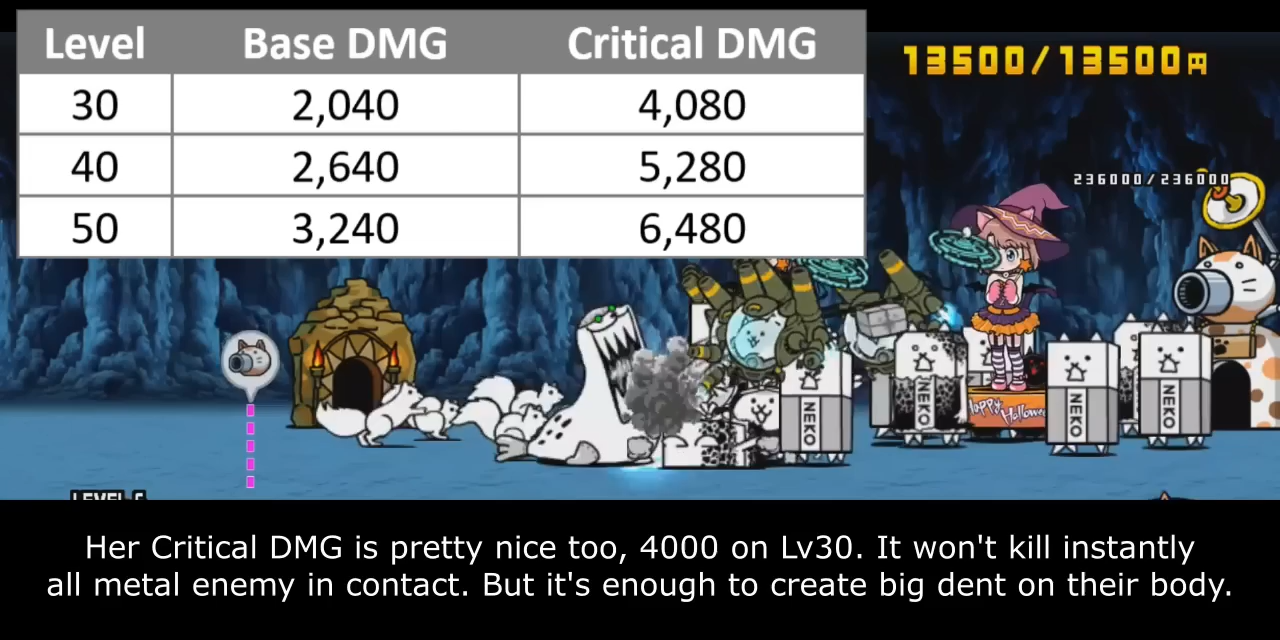 Level Base DMG Critical DMG
30 2,040 4,080
40 2,640 5,280
50 3,240 6,480
13500/13500円
236000/236000
NEKO
NEKO
NEKO
NEKO
Happy Hallowee
LEVEL
Her Critical DMG is pretty nice too, 4000 on Lv30. It won't kill instantly
all metal enemy in contact. But it's enough to create big dent on their body.